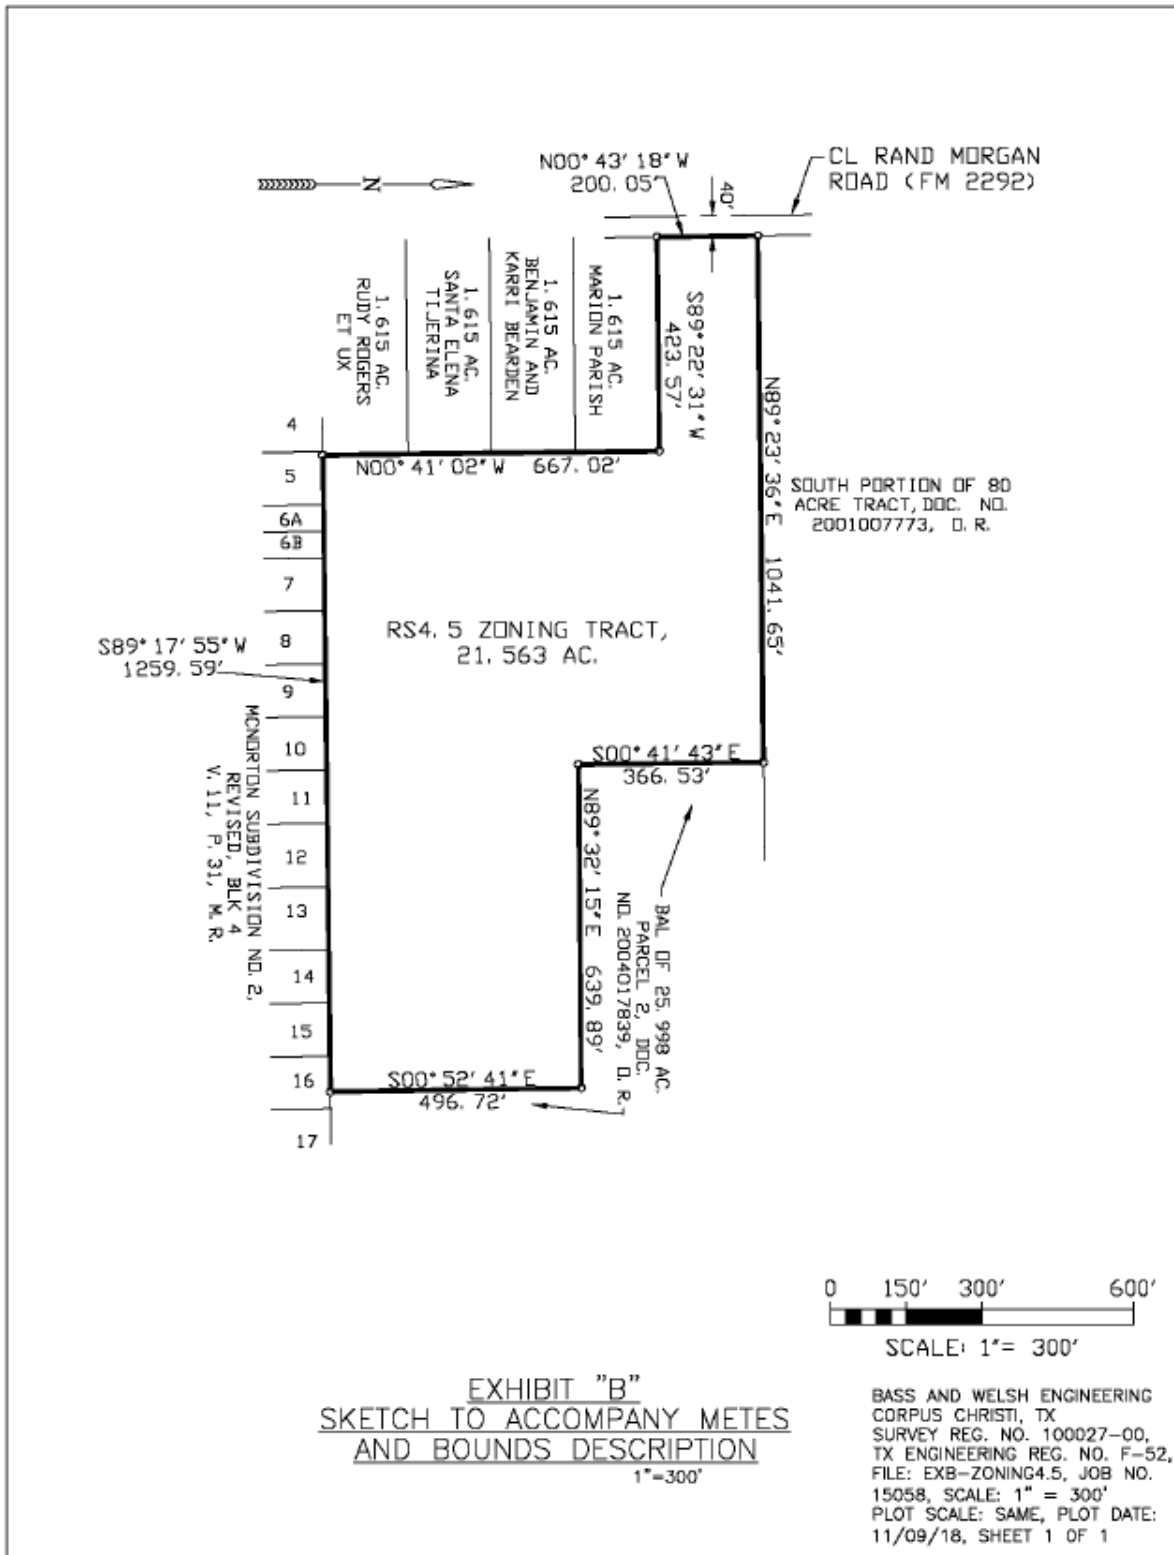 N00° 43' 18" W
200. 05'
40'
CL RAND MORGAN
ROAD (FM 2292)
N
1. 615 AC.
RUDY ROGERS
ET UX
1. 615 AC.
SANTA ELENA
TIJERINA
1. 615 AC.
BENJAMIN AND
KARRI BEARDEN
1. 615 AC.
MARION PARISH
S89° 22' 31" W
423. 57'
N89° 23' 36" E 1041. 65'
SOUTH PORTION OF 80
ACRE TRACT, DOC. NO.
2001007773, O. R.
N00° 41' 02" W 667. 02'
4
5
6A
6B
7
8
9
10
11
12
13
14
15
16
17
S89° 17' 55" W
1259. 59'
RS4. 5 ZONING TRACT,
21. 563 AC.
MCNORTON SUBDIVISION NO. 2,
REVISED, BLK 4
V. 11, P. 31, M. R.
S00° 41' 43" E
366. 53'
N89° 32' 15" E 639. 89'
BAL OF 25. 998 AC.
PARCEL 2, DOC.
NO. 2004017839, O. R.
S00° 52' 41" E
496. 72'
0 150' 300' 600'
SCALE: 1"= 300'
EXHIBIT "B"
SKETCH TO ACCOMPANY METES
AND BOUNDS DESCRIPTION
1"=300'
BASS AND WELSH ENGINEERING
CORPUS CHRISTI, TX
SURVEY REG. NO. 100027-00,
TX ENGINEERING REG. NO. F-52,
FILE: EXB-ZONING4.5, JOB NO.
15058, SCALE: 1" = 300'
PLOT SCALE: SAME, PLOT DATE:
11/09/18, SHEET 1 OF 1